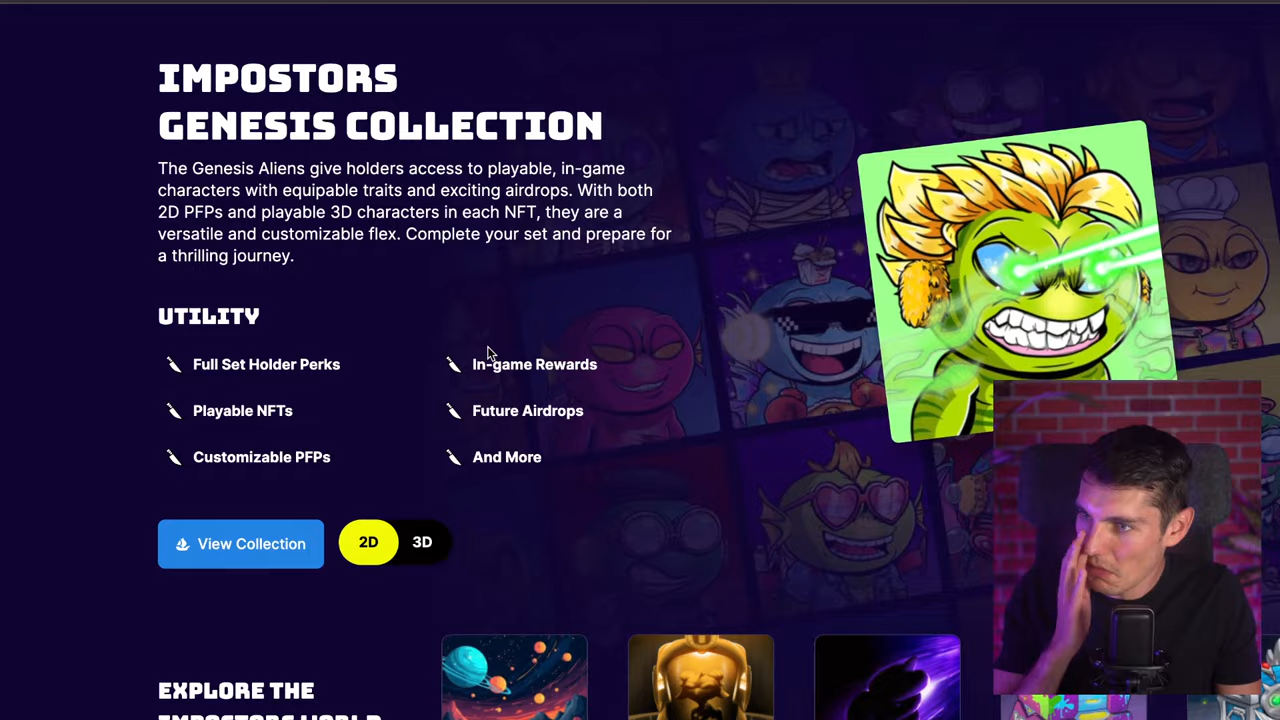 IMPOSTORS
GENESIS COLLECTION
The Genesis Aliens give holders access to playable, in-game
characters with equipable traits and exciting airdrops. With both
2D PFPs and playable 3D characters in each NFT, they are a
versatile and customizable flex. Complete your set and prepare for
a thrilling journey.
UTILITY
Full Set Holder Perks
In-game Rewards
Playable NFTs
Future Airdrops
Customizable PFPs
And More
View Collection
2D
3D
EXPLORE THE
IMPOSTORS WORLD